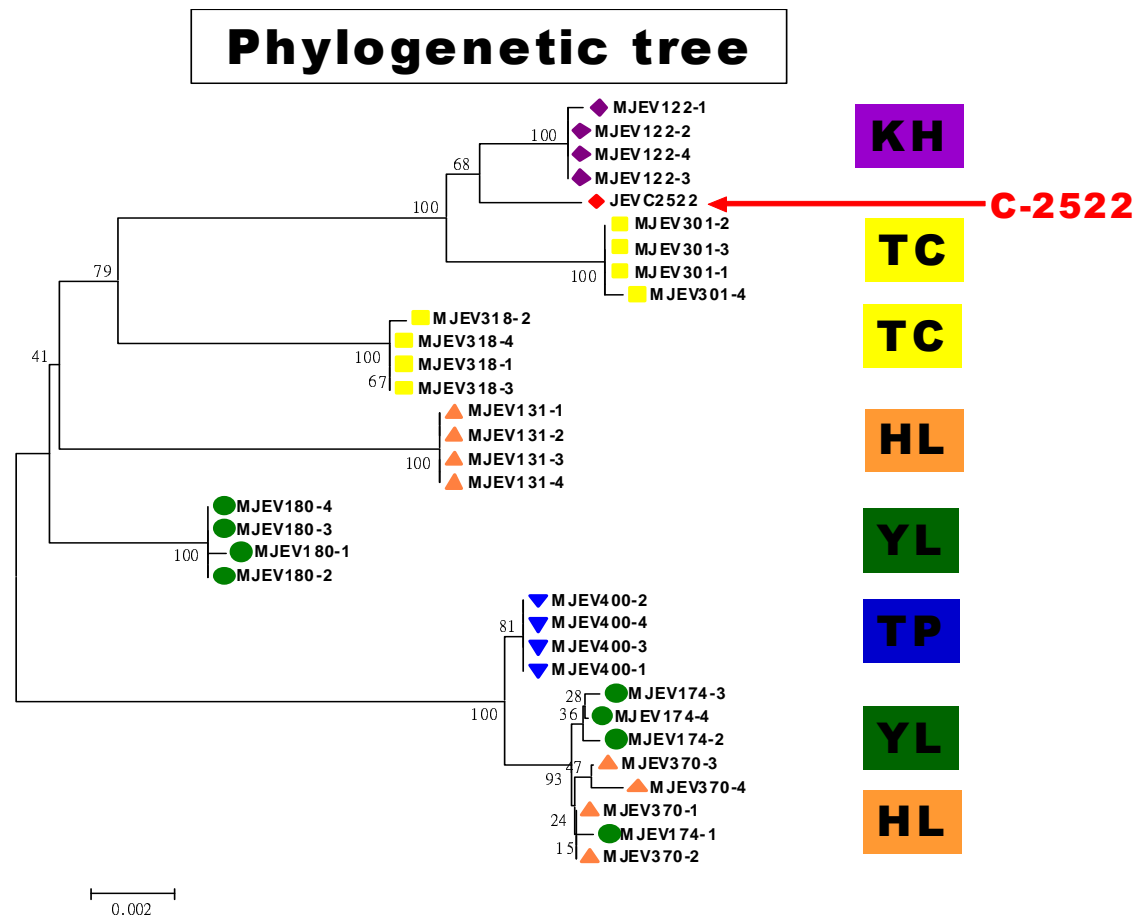 Phylogenetic tree
MJEV122-1
100
MJEV122-2
KH
MJEV122-4
68
MJEV122-3
JEVC2522
C-2522
100
MJEV301-2
MJEV301-3
TC
MJEV301-1
79
100
MJEV301-4
MJEV318-2
MJEV318-4
TC
41
100
MJEV318-1
67
MJEV318-3
MJEV131-1
MJEV131-2
HL
MJEV131-3
100
MJEV131-4
MJEV180-4
MJEV180-3
YL
MJEV180-1
100
MJEV180-2
MJEV400-2
81
MJEV400-4
TP
MJEV400-3
MJEV400-1
28
MJEV174-3
100
36
MJEV174-4
MJEV174-2
YL
47
MJEV370-3
93
MJEV370-4
MJEV370-1
24
HL
MJEV174-1
15
MJEV370-2
0.002